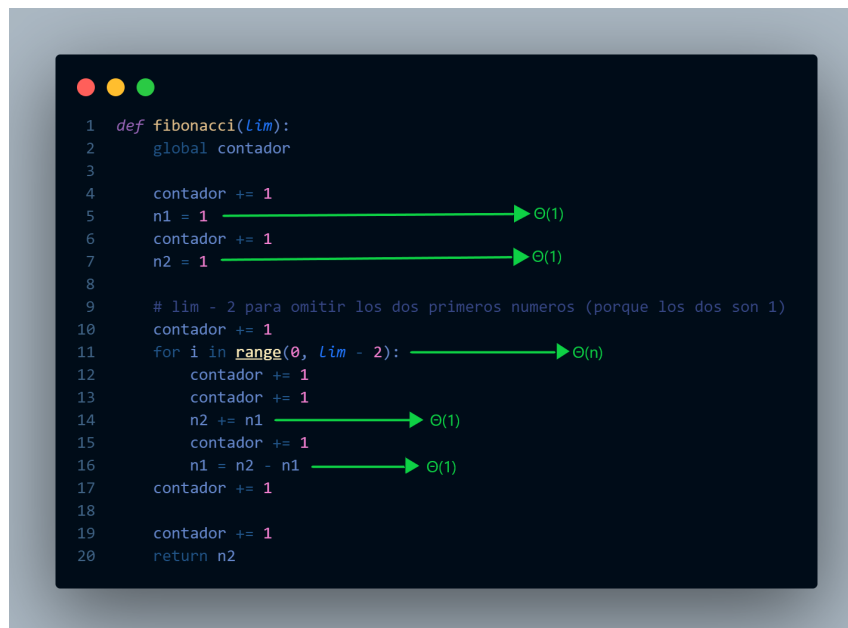 1 def fibonacci(lim):
2 global contador
3
4 contador += 1
5 n1 = 1 Θ(1)
6 contador += 1
7 n2 = 1 Θ(1)
8
9 # lim - 2 para omitir los dos primeros numeros (porque los dos son 1)
10 contador += 1
11 for i in range(0, lim - 2): Θ(n)
12 contador += 1
13 contador += 1
14 n2 += n1 Θ(1)
15 contador += 1
16 n1 = n2 - n1 Θ(1)
17 contador += 1
18
19 contador += 1
20 return n2